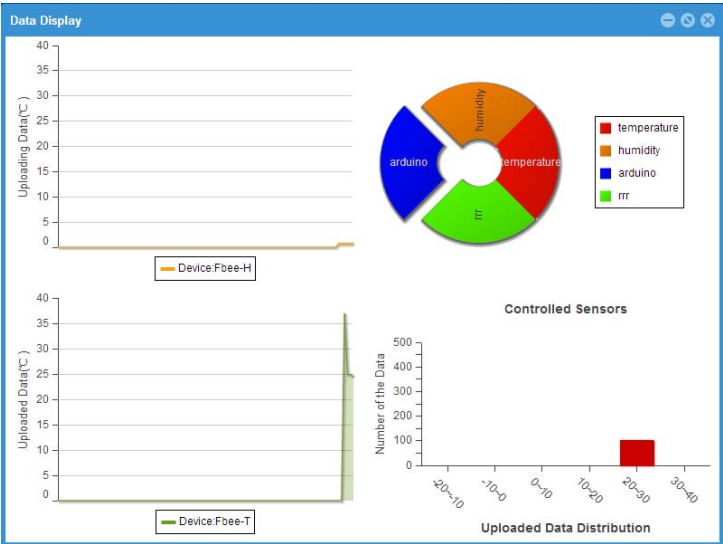 Data Display
40
35
30
25
20
15
10
5
0
Uploading Data(℃ )
Device:Fbee-H
humidity
arduino
temperature
rrr
temperature
humidity
arduino
rrr
Controlled Sensors
40
35
30
25
20
15
10
5
0
Uploaded Data(℃ )
Device:Fbee-T
500
400
300
200
100
0
Number of the Data
-20~-10
-10~0
0~10
10~20
20~30
30~40
Uploaded Data Distribution